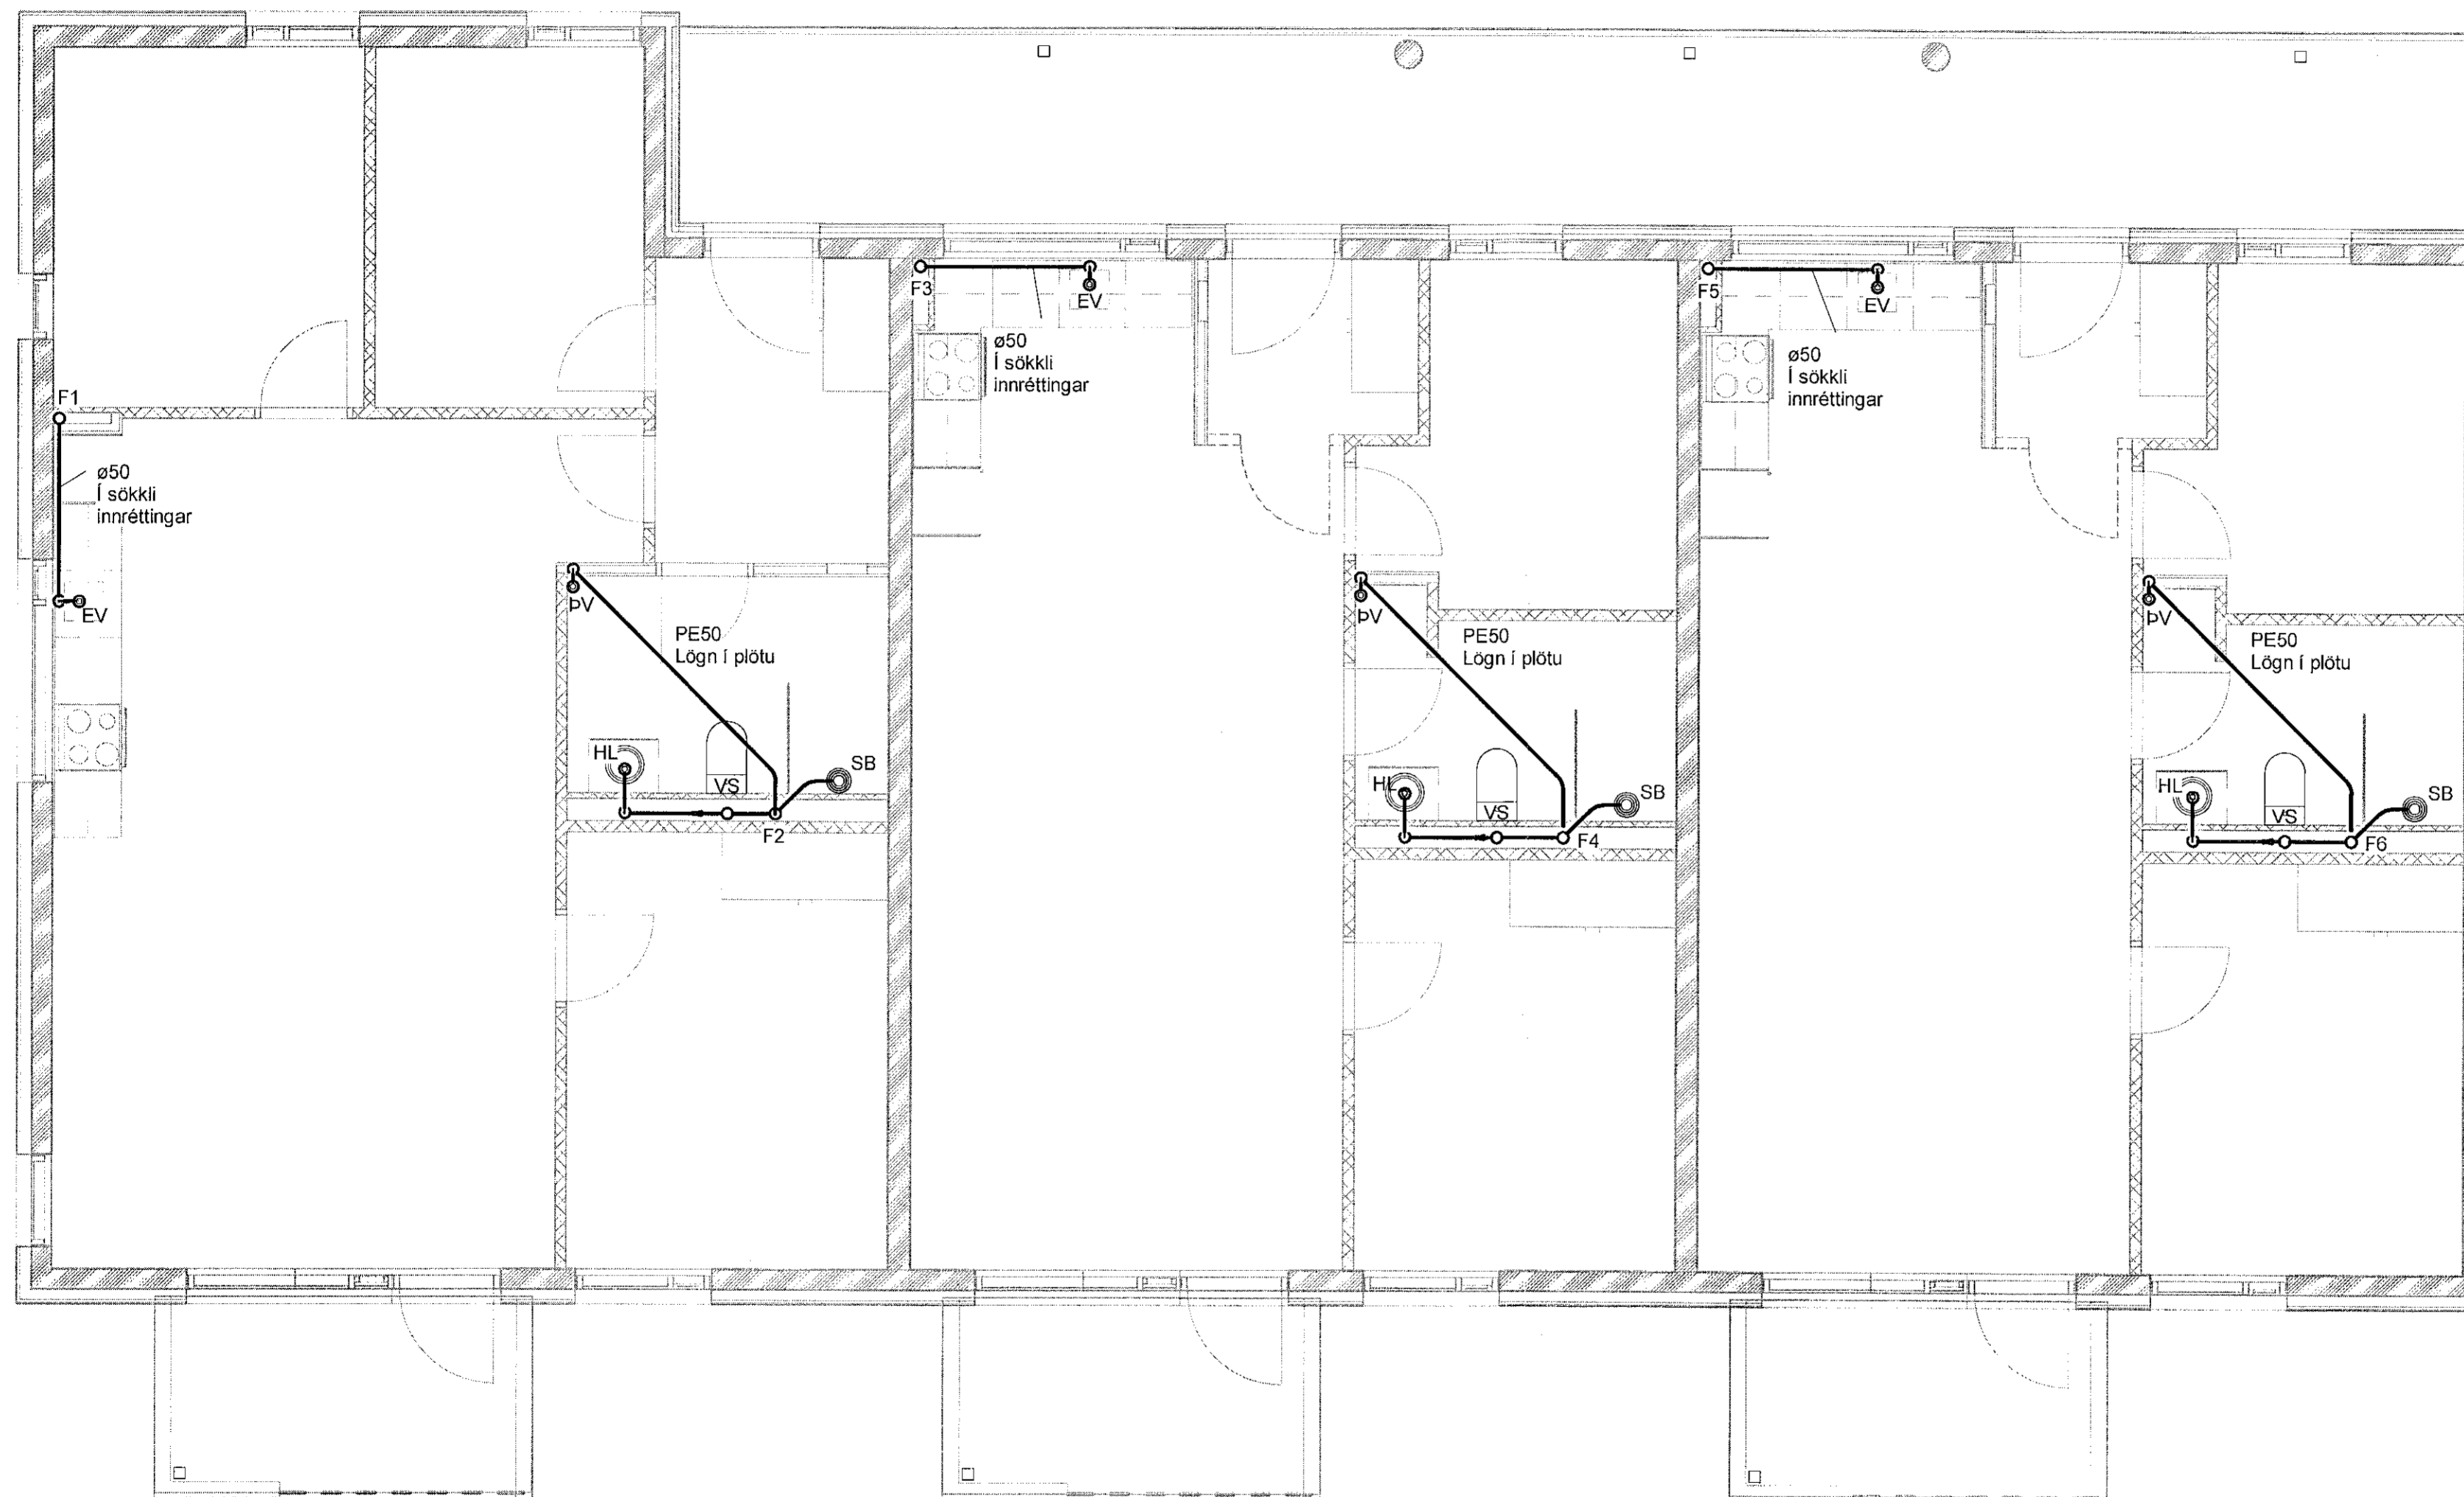 F1
ø50
Í sökkli
innréttingar
EV
ÞV
PE50
Lögn í plötu
HL
VS
SB
F2
F3
EV
ø50
Í sökkli
innréttingar
ÞV
PE50
Lögn í plötu
HL
VS
SB
F4
F5
EV
ø50
Í sökkli
innréttingar
ÞV
PE50
Lögn í plötu
HL
VS
SB
F6